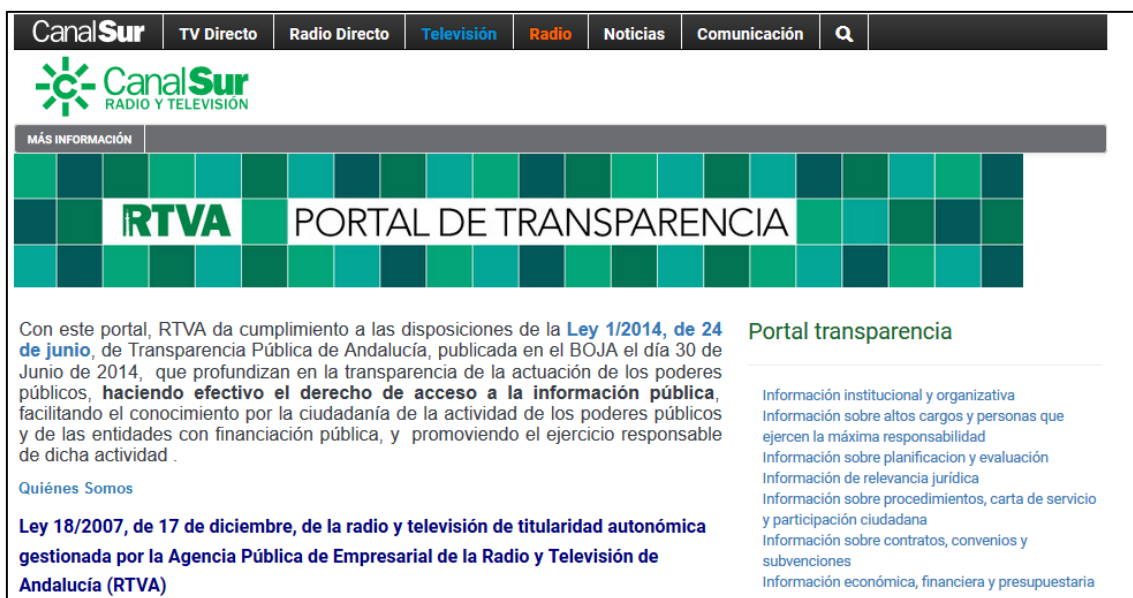 CanalSur TV Directo Radio Directo Televisión Radio Noticias Comunicación
CanalSur
RADIO Y TELEVISIÓN
MÁS INFORMACIÓN
RTVA PORTAL DE TRANSPARENCIA
Con este portal, RTVA da cumplimiento a las disposiciones de la Ley 1/2014, de 24
de junio, de Transparencia Pública de Andalucía, publicada en el BOJA el día 30 de
Junio de 2014, que profundizan en la transparencia de la actuación de los poderes
públicos, haciendo efectivo el derecho de acceso a la información pública,
facilitando el conocimiento por la ciudadanía de la actividad de los poderes públicos
y de las entidades con financiación pública, y promoviendo el ejercicio responsable
de dicha actividad .
Quiénes Somos
Ley 18/2007, de 17 de diciembre, de la radio y televisión de titularidad autonómica
gestionada por la Agencia Pública de Empresarial de la Radio y Televisión de
Andalucía (RTVA)
Portal transparencia
Información institucional y organizativa
Información sobre altos cargos y personas que
ejercen la máxima responsabilidad
Información sobre planificacion y evaluación
Información de relevancia jurídica
Información sobre procedimientos, carta de servicio
y participación ciudadana
Información sobre contratos, convenios y
subvenciones
Información económica, financiera y presupuestaria